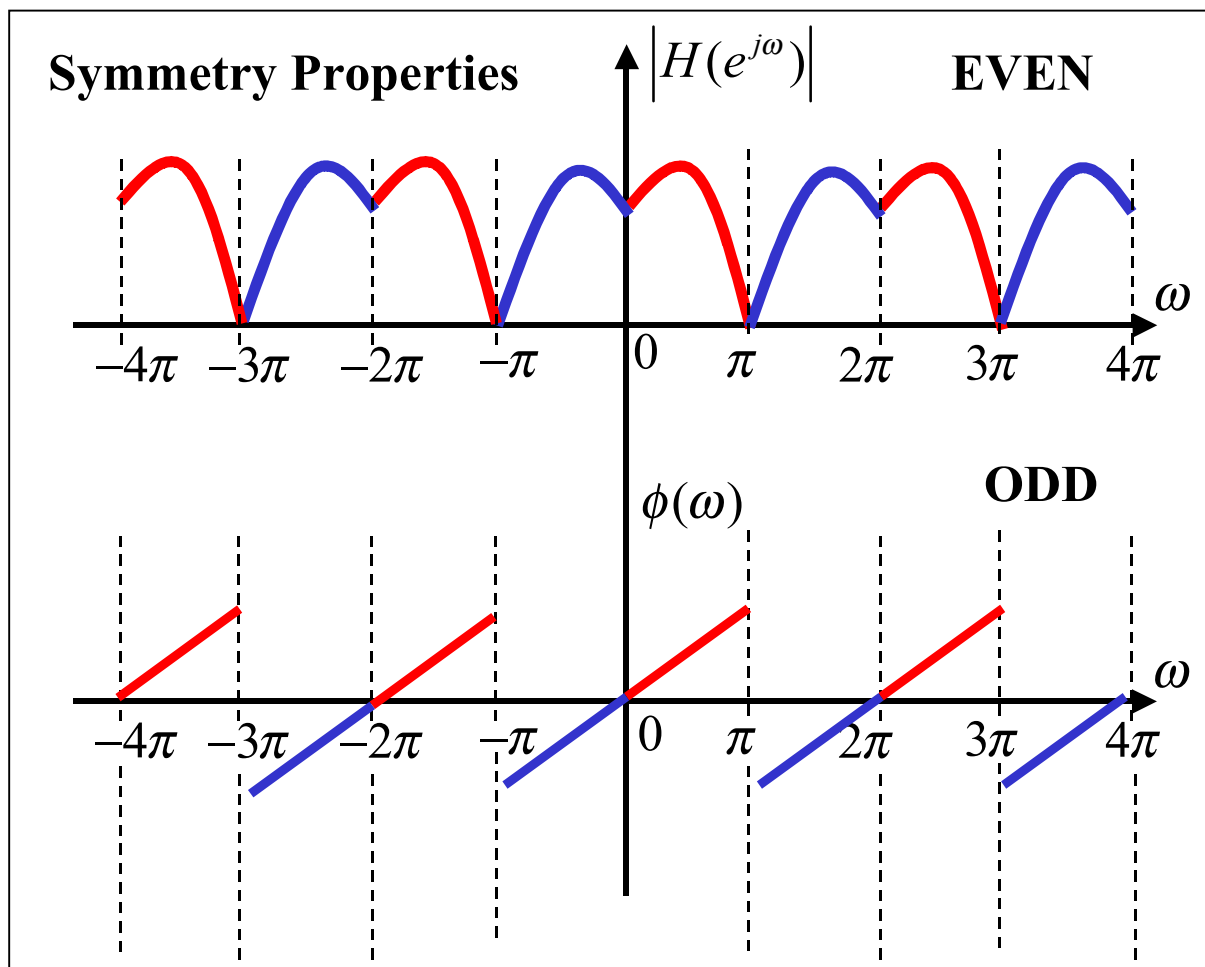 Symmetry Properties |H(e^{jω})| EVEN
ω
−4π −3π −2π −π 0 π 2π 3π 4π
ODD
ϕ(ω)
ω
−4π −3π −2π −π 0 π 2π 3π 4π